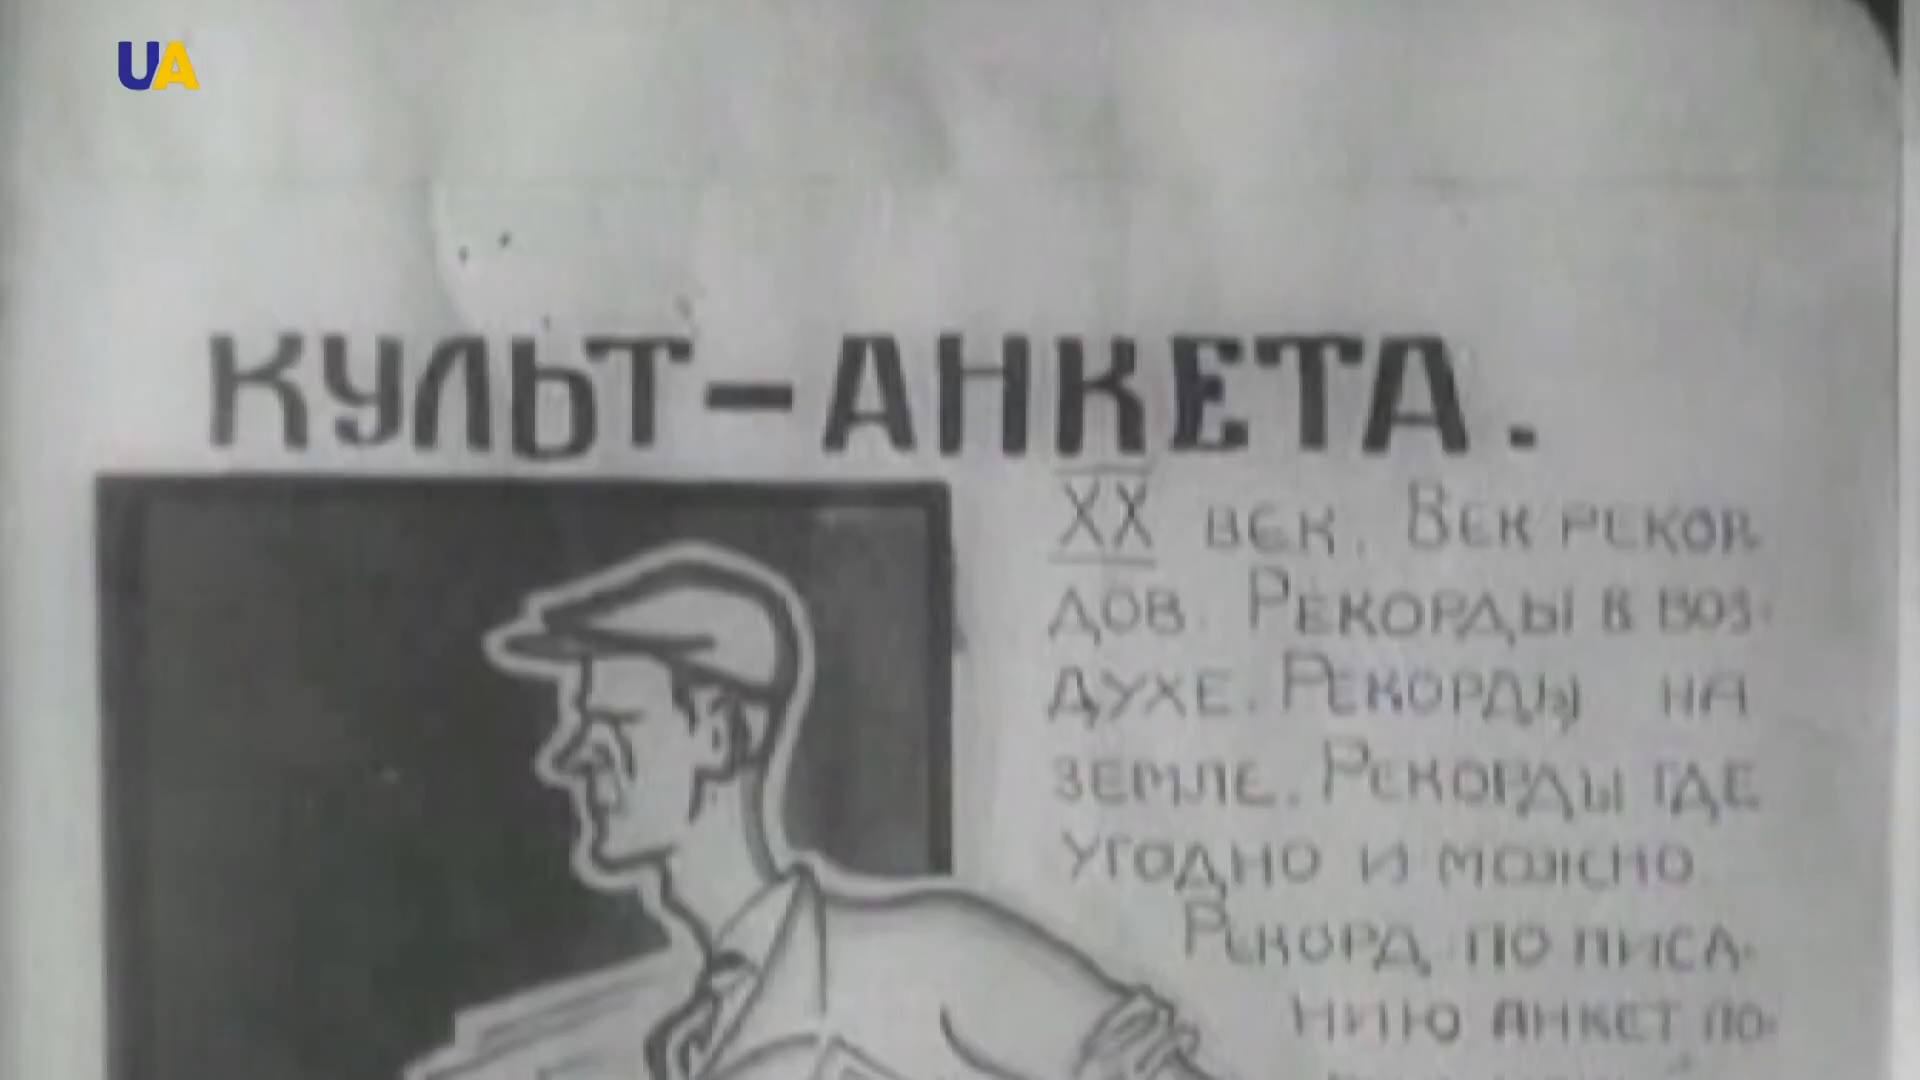 UA
КУЛЬТ-АНКЕТА.
XX ВЕК. ВЕК РЕКОР
ДОВ. РЕКОРДЫ В ВОЗ-
ДУХЕ. РЕКОРДЫ НА
ЗЕМЛЕ. РЕКОРДЫ ГДЕ
УГОДНО И МОЖНО.
РЕКОРД ПО ПИСА-
НИЮ АНКЕТ ПО-